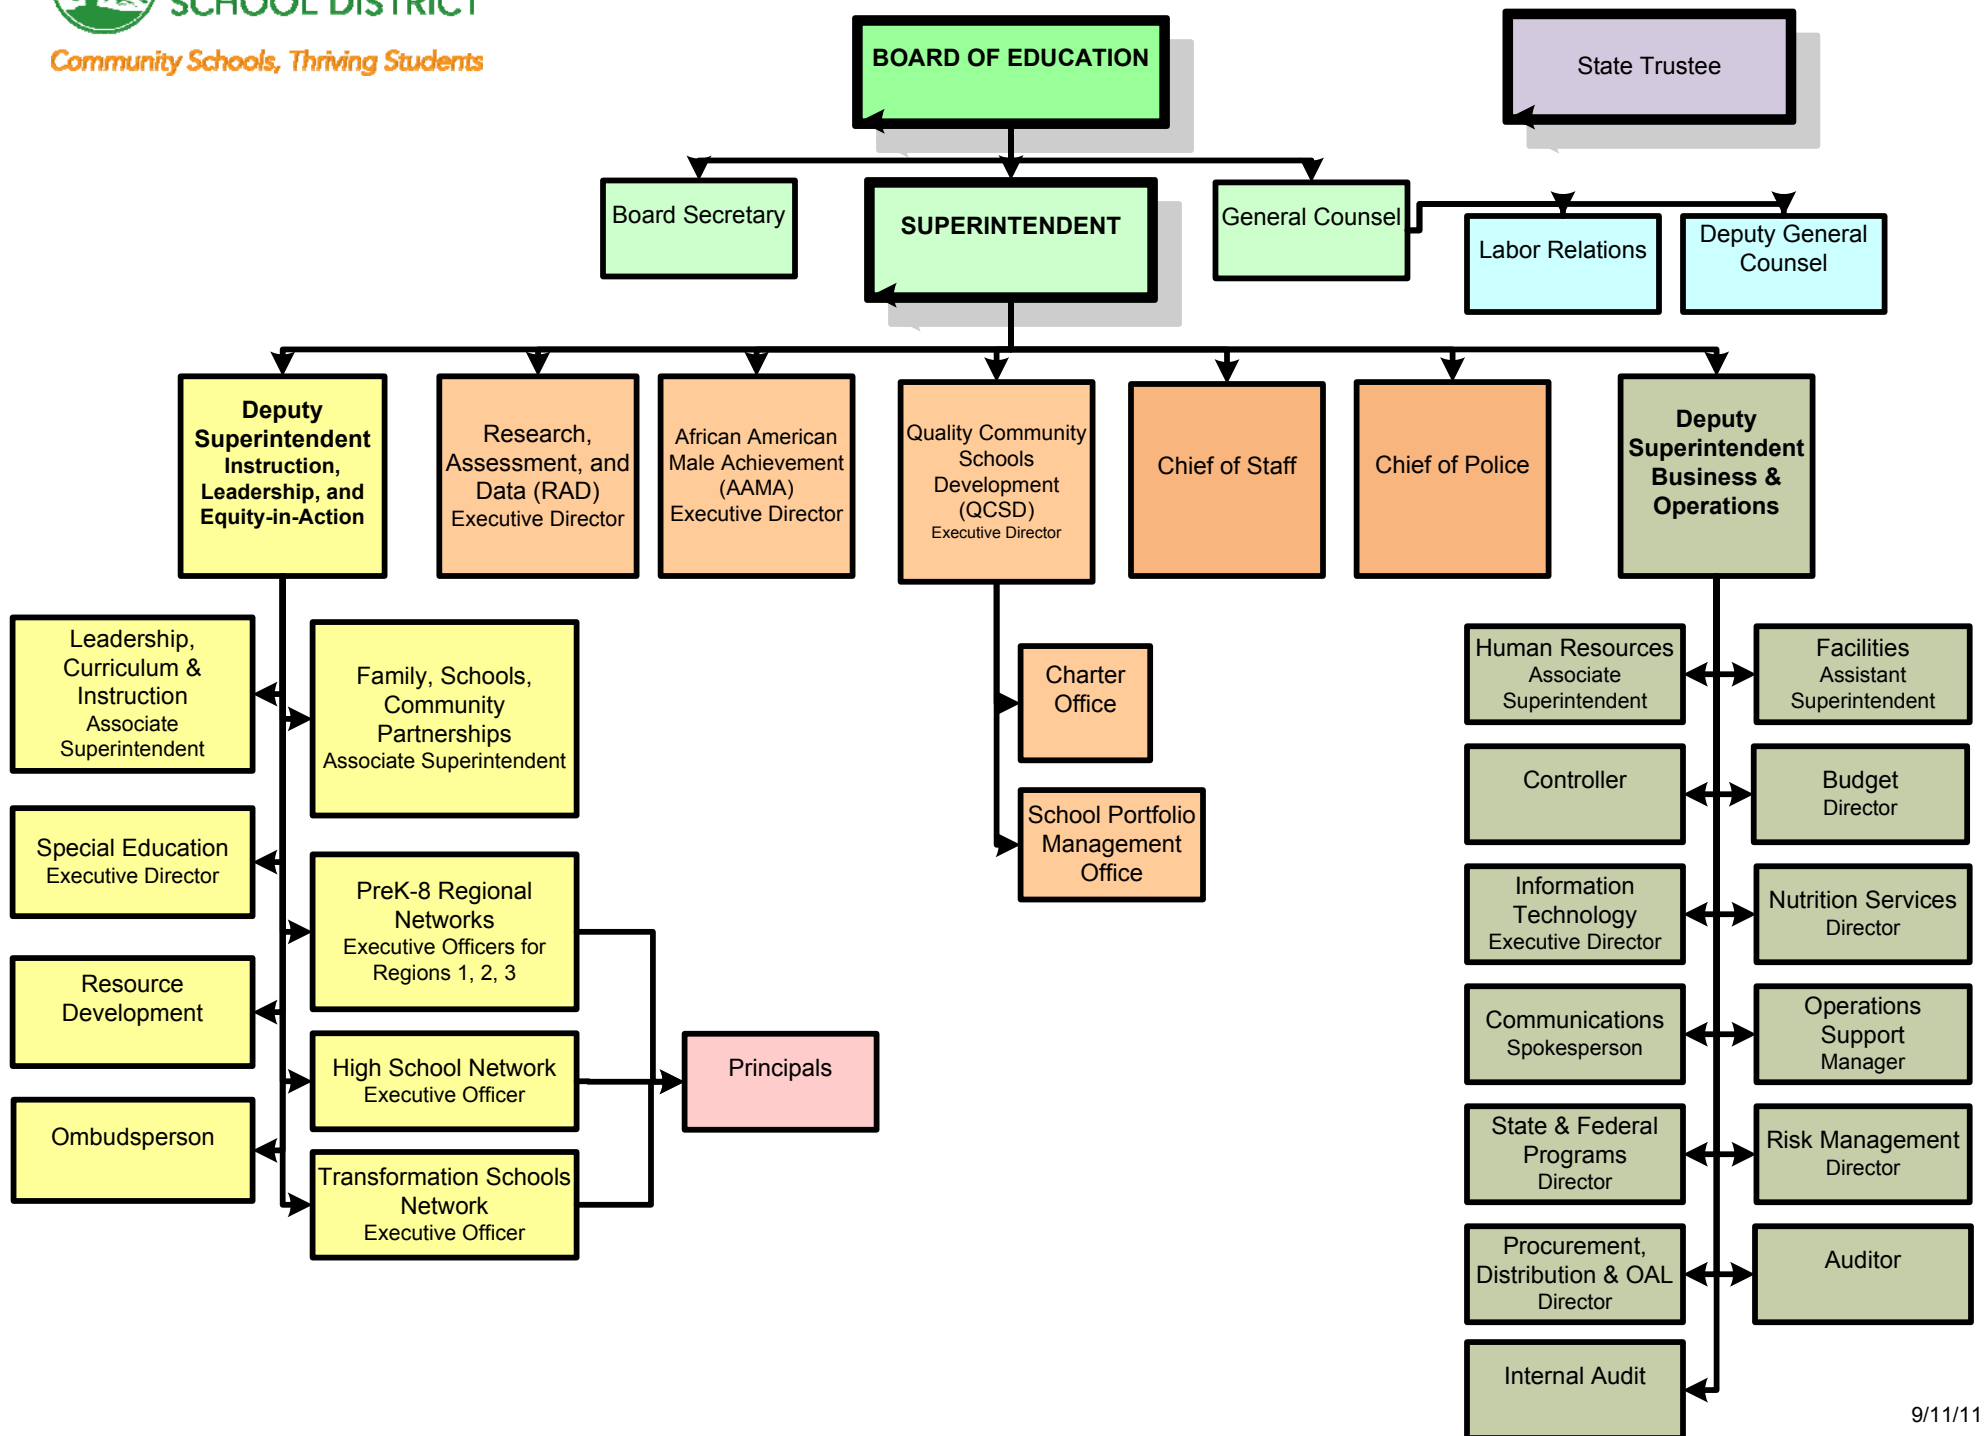 SCHOOL DISTRICT
Community Schools, Thriving Students
BOARD OF EDUCATION
State Trustee
Board Secretary
SUPERINTENDENT
General Counsel
Labor Relations
Deputy General
Counsel
Deputy
Superintendent
Instruction,
Leadership, and
Equity-in-Action
Research,
Assessment, and
Data (RAD)
Executive Director
African American
Male Achievement
(AAMA)
Executive Director
Quality Community
Schools
Development
(QCSD)
Executive Director
Chief of Staff
Chief of Police
Deputy
Superintendent
Business &
Operations
Leadership,
Curriculum &
Instruction
Associate
Superintendent
Family, Schools,
Community
Partnerships
Associate Superintendent
Special Education
Executive Director
PreK-8 Regional
Networks
Executive Officers for
Regions 1, 2, 3
Resource
Development
High School Network
Executive Officer
Ombudsperson
Transformation Schools
Network
Executive Officer
Principals
Charter
Office
School Portfolio
Management
Office
Human Resources
Associate
Superintendent
Facilities
Assistant
Superintendent
Controller
Budget
Director
Information
Technology
Executive Director
Nutrition Services
Director
Communications
Spokesperson
Operations
Support
Manager
State & Federal
Programs
Director
Risk Management
Director
Procurement,
Distribution & OAL
Director
Auditor
Internal Audit
9/11/11